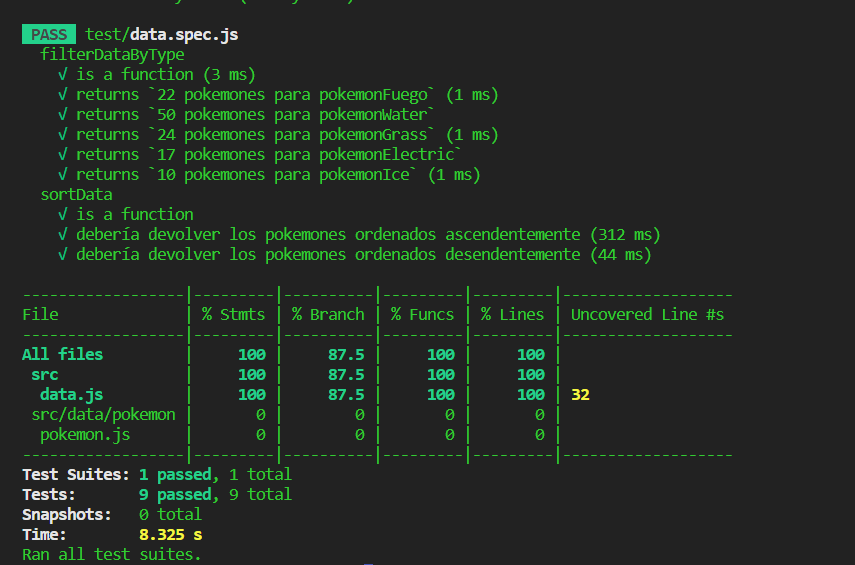 PASS test/data.spec.js
filterDataByType
√ is a function (3 ms)
√ returns `22 pokemones para pokemonFuego` (1 ms)
√ returns `50 pokemones para pokemonWater`
√ returns `24 pokemones para pokemonGrass` (1 ms)
√ returns `17 pokemones para pokemonElectric`
√ returns `10 pokemones para pokemonIce` (1 ms)
sortData
√ is a function
√ debería devolver los pokemones ordenados ascendentemente (312 ms)
√ debería devolver los pokemones ordenados desendentemente (44 ms)
------------------|---------|----------|---------|---------|-------------------
File              | % Stmts | % Branch | % Funcs | % Lines | Uncovered Line #s
------------------|---------|----------|---------|---------|-------------------
All files         |     100 |     87.5 |     100 |     100 |
 src              |     100 |     87.5 |     100 |     100 |
  data.js         |     100 |     87.5 |     100 |     100 | 32
 src/data/pokemon |       0 |        0 |       0 |       0 |
  pokemon.js      |       0 |        0 |       0 |       0 |
------------------|---------|----------|---------|---------|-------------------
Test Suites: 1 passed, 1 total
Tests:       9 passed, 9 total
Snapshots:   0 total
Time:        8.325 s
Ran all test suites.